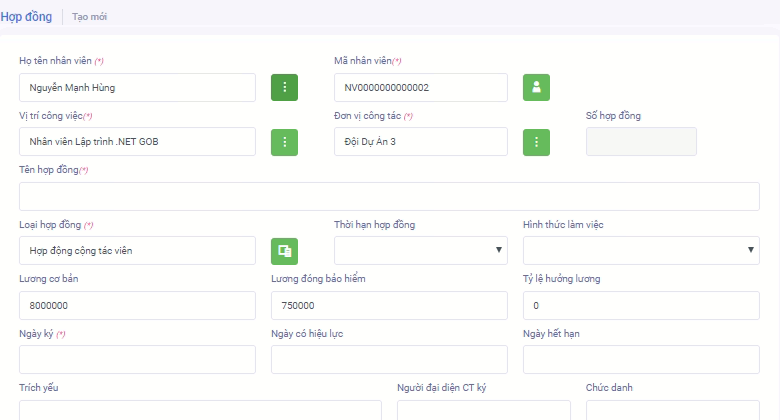 Hợp đồng Tạo mới
Họ tên nhân viên (*) Mã nhân viên(*)
Nguyễn Mạnh Hùng NV0000000000002
Vị trí công việc(*) Đơn vị công tác (*) Số hợp đồng
Nhân viên Lập trình .NET GOB Đội Dự Án 3
Tên hợp đồng(*)
Loại hợp đồng (*) Thời hạn hợp đồng Hình thức làm việc
Hợp động cộng tác viên
Lương cơ bản Lương đóng bảo hiểm Tỷ lệ hưởng lương
8000000 750000 0
Ngày ký (*) Ngày có hiệu lực Ngày hết hạn
Trích yếu Người đại diện CT ký Chức danh